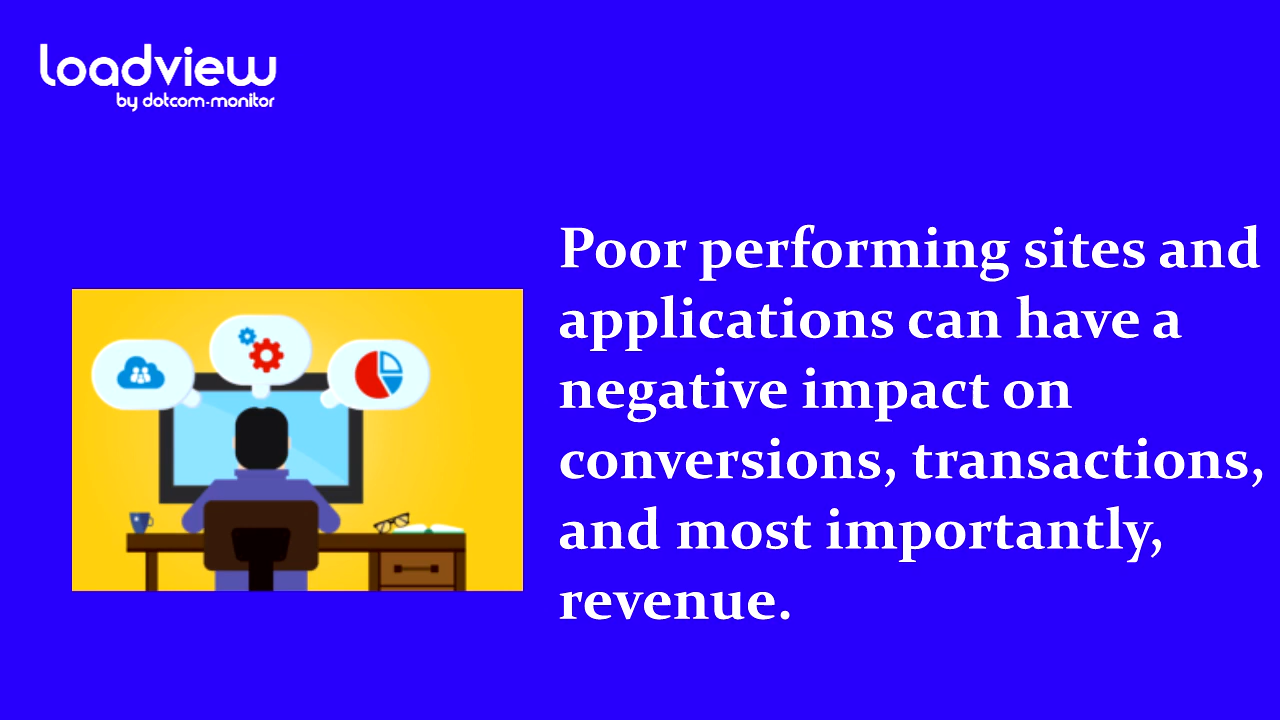 loadview
by dotcom-monitor
Poor performing sites and
applications can have a
negative impact on
conversions, transactions,
and most importantly,
revenue.